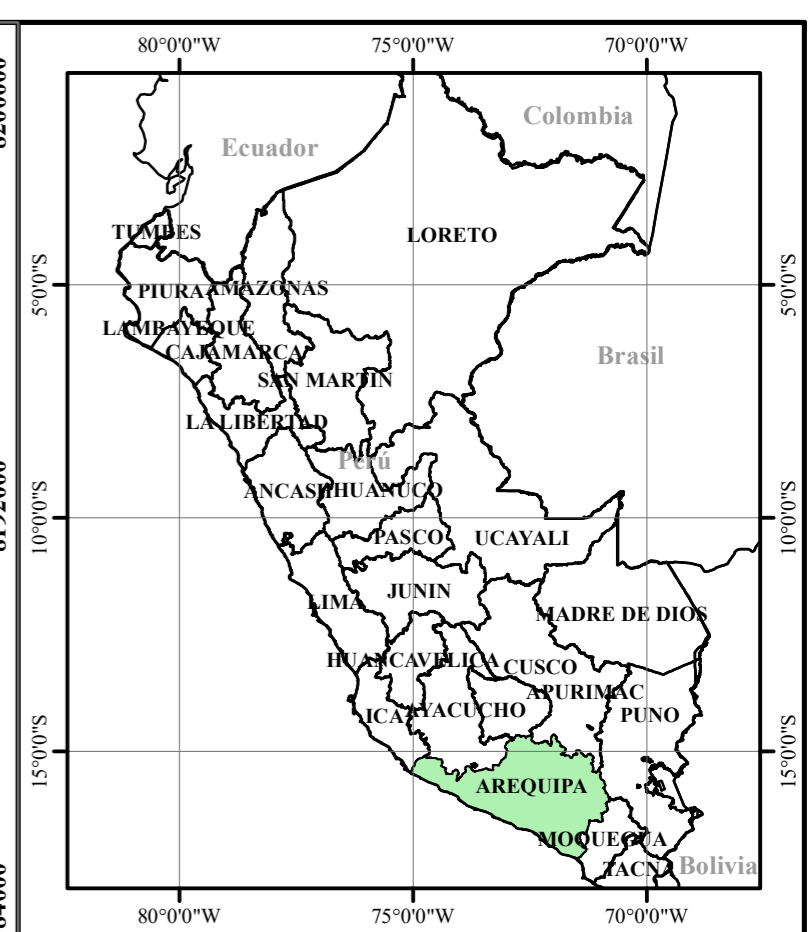 80°0'0"W 75°0'0"W 70°0'0"W
8200000
Colombia
Ecuador
TUMBES
LORETO
5°0'0"S 5°0'0"S
PIURA AMAZONAS
LAMBAYEQUE
CAJAMARCA
Brasil
SAN MARTIN
LA LIBERTAD
Perú
8192000
ANCASH HUANUCO
10°0'0"S 10°0'0"S
PASCO UCAYALI
JUNIN
LIMA
MADRE DE DIOS
HUANCAVELICA CUSCO
APURIMAC
ICA AYACUCHO PUNO
15°0'0"S 15°0'0"S
AREQUIPA
MOQUEGUA
TACNA Bolivia
80°0'0"W 75°0'0"W 70°0'0"W